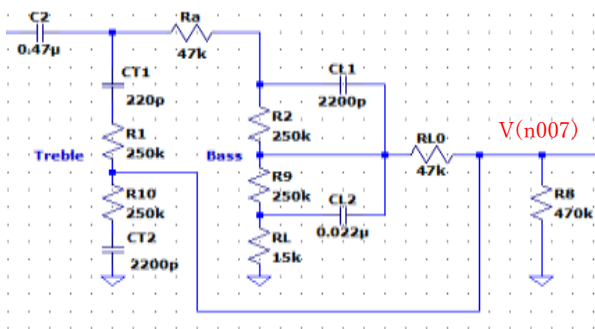 C2
0.47µ
Ra
47k
CT1
220p
CL1
2200p
R2
250k
R1
250k
Treble
Bass
RL0
47k
V(n007)
R9
250k
R10
250k
CL2
0.022µ
R8
470k
CT2
2200p
RL
15k